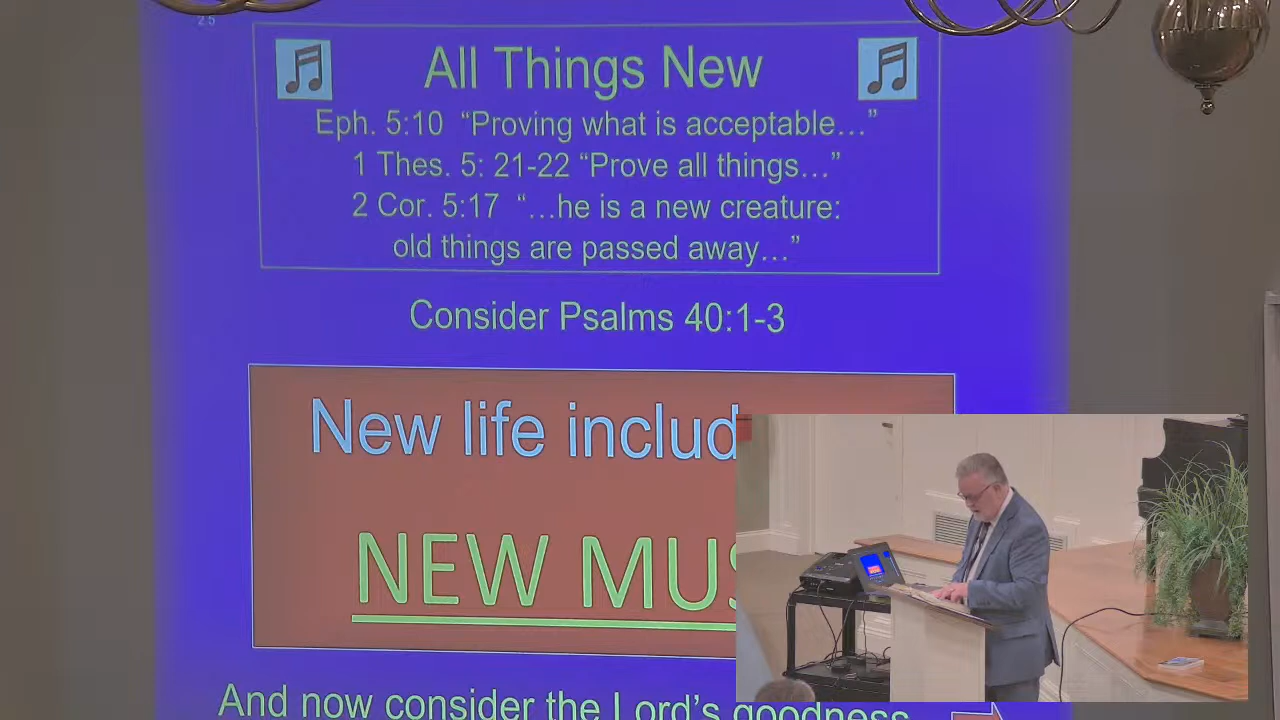 25
All Things New
Eph. 5:10 “Proving what is acceptable…”
1 Thes. 5: 21-22 “Prove all things…”
2 Cor. 5:17 “…he is a new creature:
old things are passed away…”
Consider Psalms 40:1-3
New life includ
NEW MUS
And now consider the Lord’s goodness